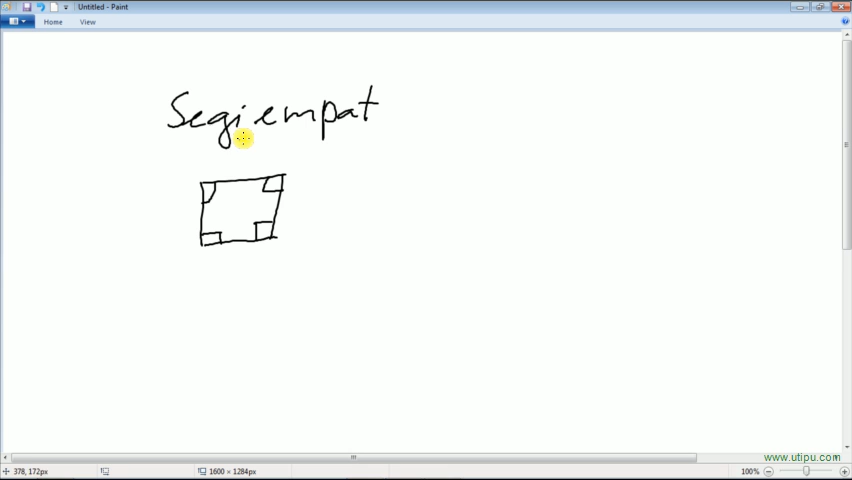 Untitled - Paint
Home View
Segiempat
www.utipu.com
378, 172px 1600 × 1284px 100%